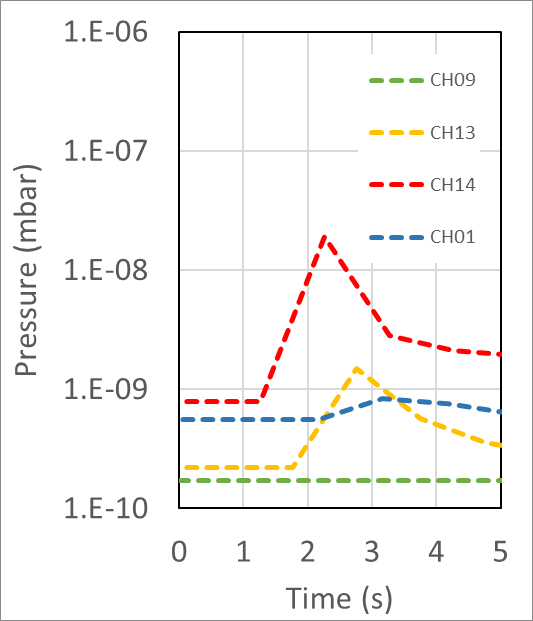 1.E-06
1.E-07
1.E-08
1.E-09
1.E-10
Pressure (mbar)
CH09
CH13
CH14
CH01
0 1 2 3 4 5
Time (s)